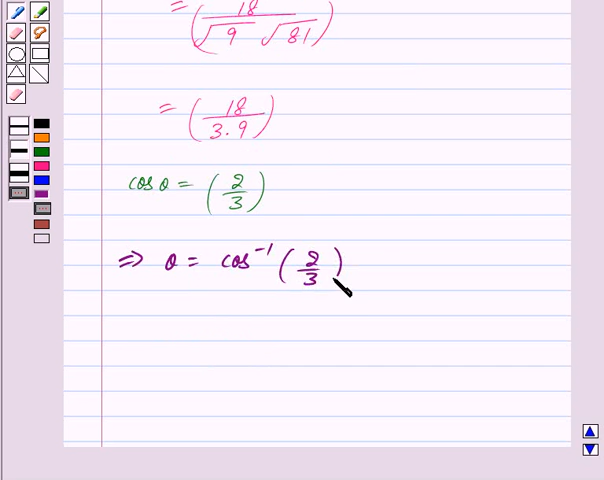 = (18 / √9 √81)
= (18 / 3.9)
cos θ = (2/3)
⇒ θ = cos⁻¹ (2/3)